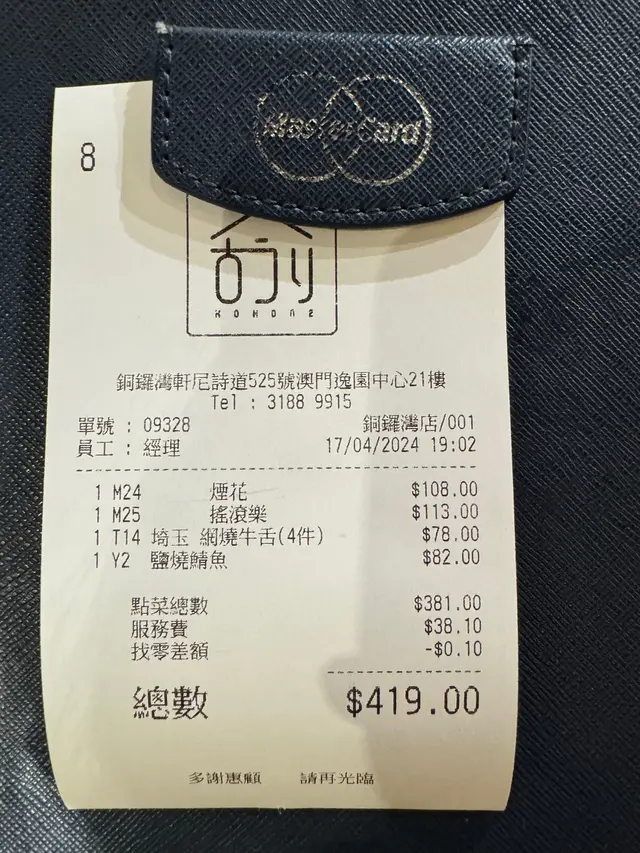 MasterCard
8
KOHONE
銅鑼灣軒尼詩道525號澳門逸園中心21樓
Tel : 3188 9915
單號 : 09328 銅鑼灣店/001
員工 : 經理 17/04/2024 19:02
1 M24 煙花 $108.00
1 M25 搖滾樂 $113.00
1 T14 埼玉 網燒牛舌(4件) $78.00
1 Y2 鹽燒鯖魚 $82.00
點菜總數 $381.00
服務費 $38.10
找零差額 -$0.10
總數 $419.00
多謝惠顧 請再光臨